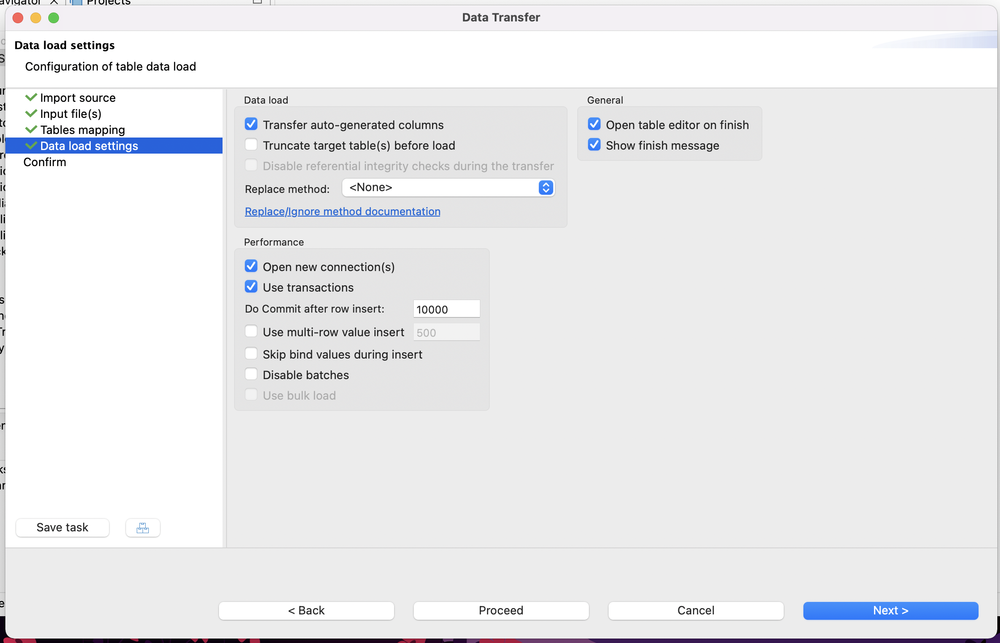 Projects
Data Transfer
Data load settings
Configuration of table data load
Import source
Input file(s)
Tables mapping
Data load settings
Confirm
Save task
Data load
Transfer auto-generated columns
Truncate target table(s) before load
Disable referential integrity checks during the transfer
Replace method: <None>
Replace/Ignore method documentation
General
Open table editor on finish
Show finish message
Performance
Open new connection(s)
Use transactions
Do Commit after row insert: 10000
Use multi-row value insert 500
Skip bind values during insert
Disable batches
Use bulk load
< Back
Proceed
Cancel
Next >